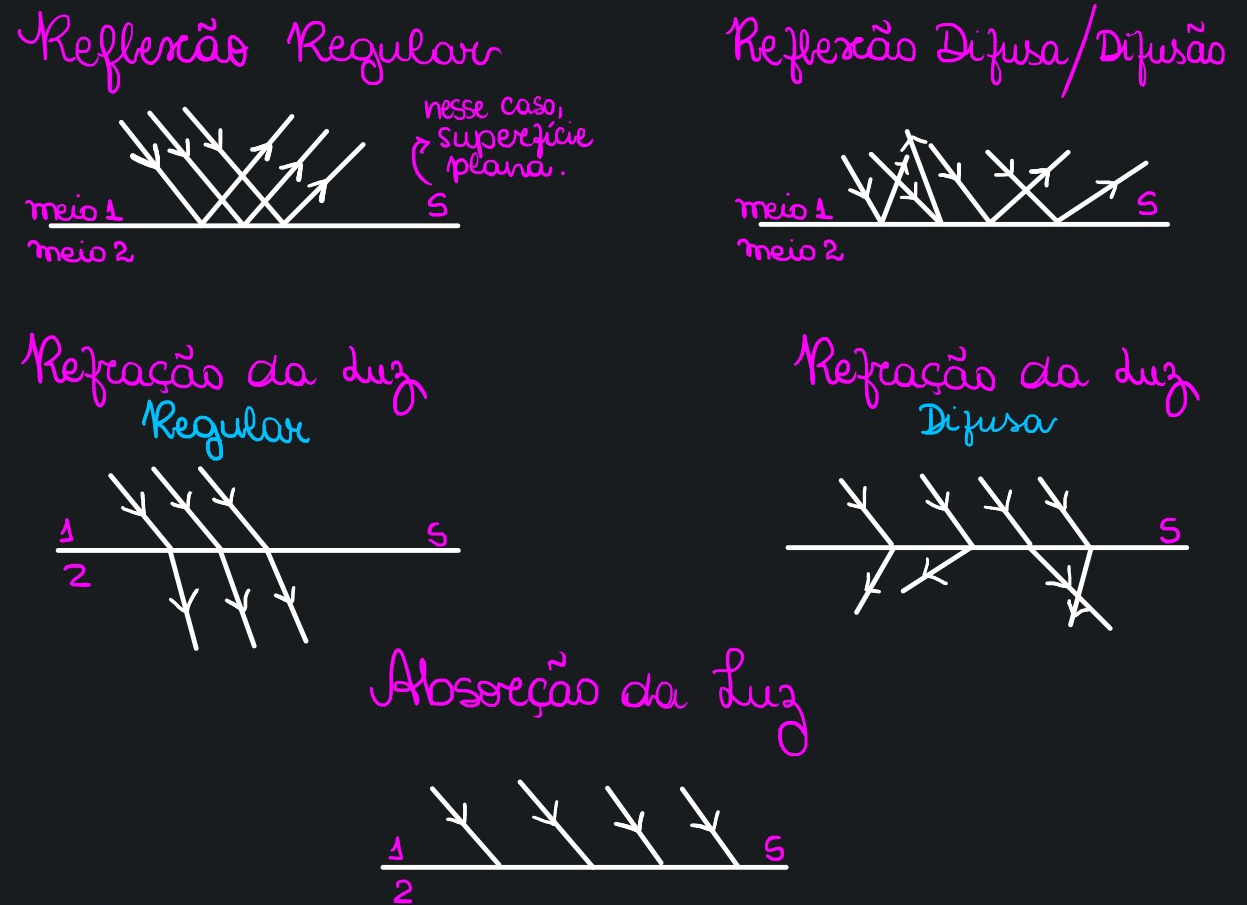 Reflexão Regular
nesse caso,
superfície
plana.
meio 1
S
meio 2
Reflexão Difusa/Difusão
meio 1
S
meio 2
Refração da Luz
Regular
1
S
2
Refração da Luz
Difusa
S
Absorção da Luz
1
S
2